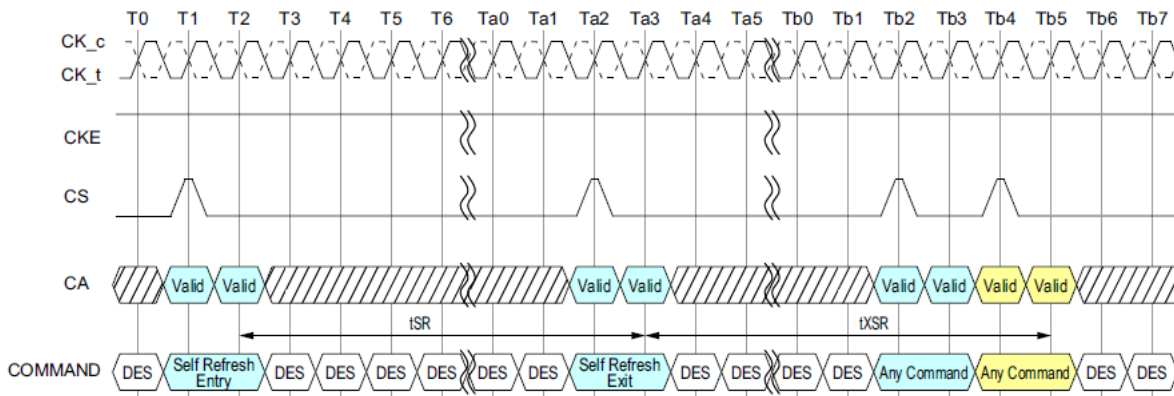 T0 T1 T2 T3 T4 T5 T6 Ta0 Ta1 Ta2 Ta3 Ta4 Ta5 Tb0 Tb1 Tb2 Tb3 Tb4 Tb5 Tb6 Tb7
CK_c
CK_t
CKE
CS
CA Valid Valid Valid Valid Valid Valid Valid Valid
tSR tXSR
COMMAND DES Self Refresh Entry DES DES DES DES DES DES Self Refresh Exit DES DES DES DES Any Command Any Command DES DES